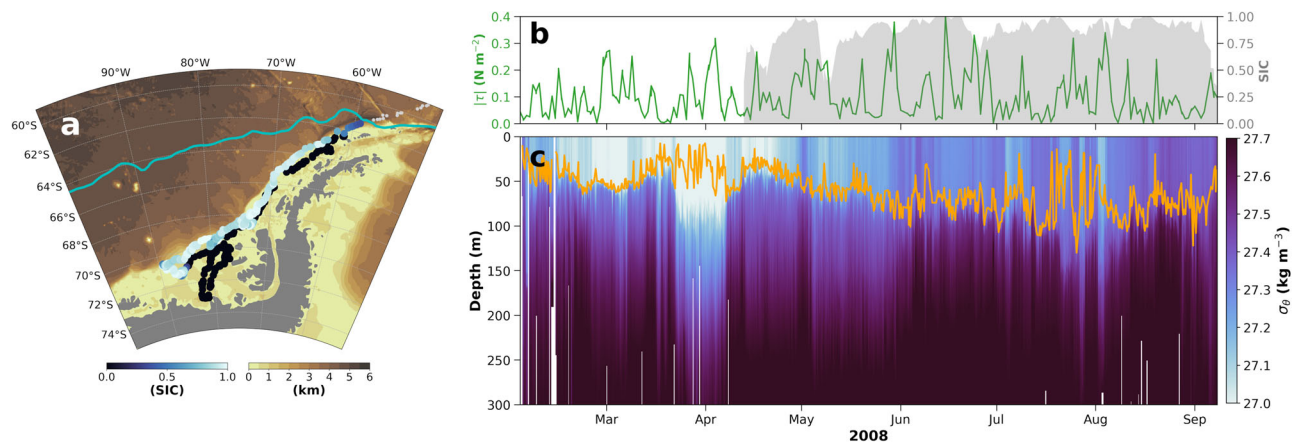 a
90°W
80°W
70°W
60°W
60°S
62°S
64°S
66°S
68°S
70°S
72°S
74°S
0.0 0.5 1.0
(SIC)
0 1 2 3 4 5 6
(km)
b
0.4
0.3
0.2
0.1
0.0
|τ| (N m⁻²)
1.00
0.75
0.50
0.25
0.00
SIC
c
0
50
100
150
200
250
300
Depth (m)
Mar Apr May Jun Jul Aug Sep
2008
27.7
27.6
27.5
27.4
27.3
27.2
27.1
27.0
σθ (kg m⁻³)